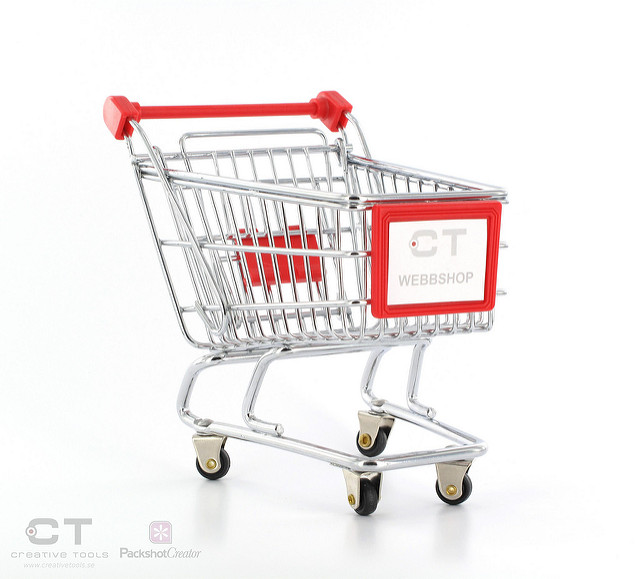 CT
WEBBSHOP
CT
CREATIVE TOOLS
www.creativetools.se
PackshotCreator